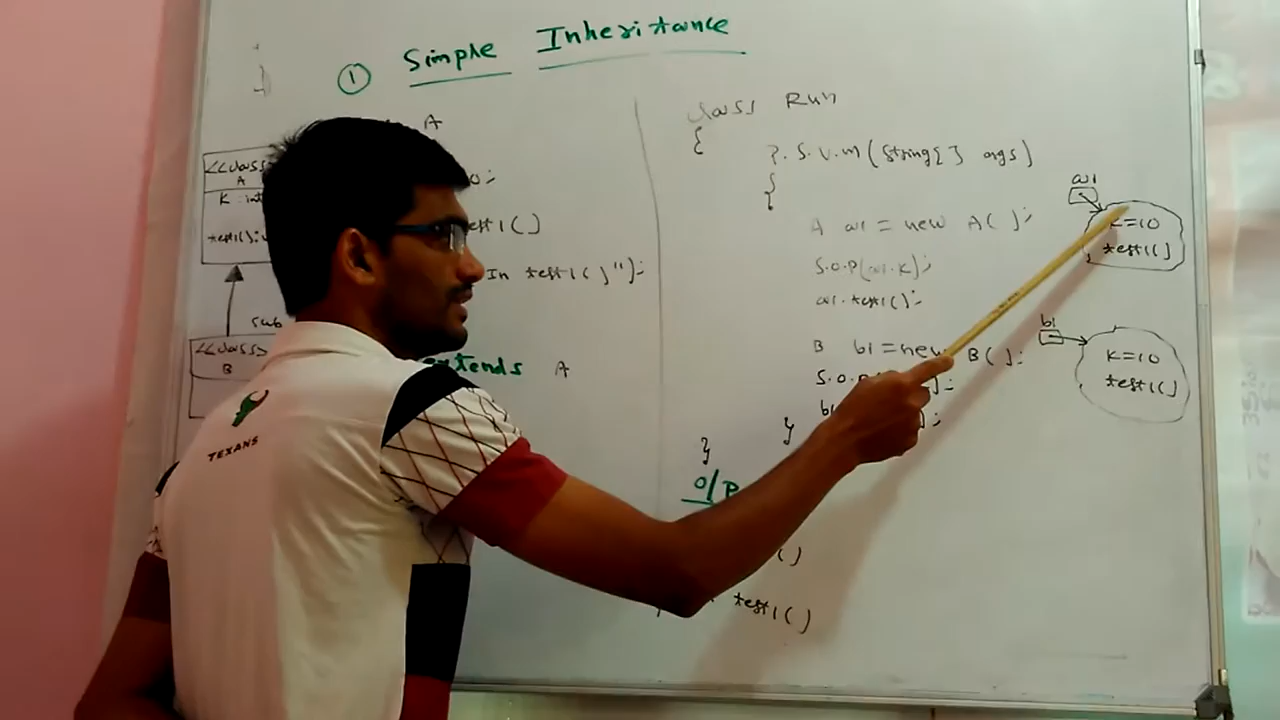 ① Simple Inheritance
A
<<class>>
A
K : int
test1()
test1()
In test1()");
sub
<<class>>
B
extends A
class Run
{
P.S.V.M(String[] args)
{
A a1 = new A();
S.O.P(a1.K);
a1.test1();
B b1 = new B();
S.O.P
b1
}
}
O/P
()
test1()
a1
K=10
test1()
b1
K=10
test1()
TEXANS